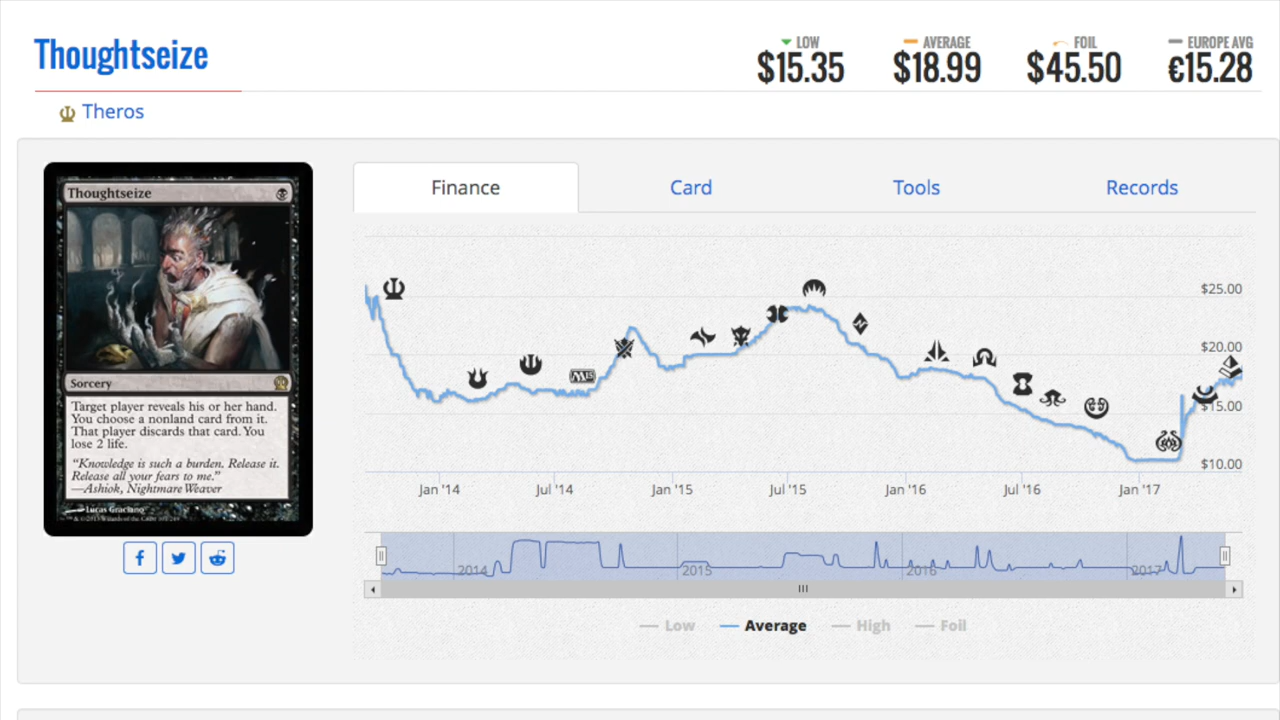 Thoughtseize
LOW
$15.35
AVERAGE
$18.99
FOIL
$45.50
EUROPE AVG
€15.28
Theros
Thoughtseize
Sorcery
Target player reveals his or her hand.
You choose a nonland card from it.
That player discards that card. You
lose 2 life.
"Knowledge is such a burden. Release it.
Release all your fears to me."
—Ashiok, Nightmare Weaver
Lucas Graciano
Finance
Card
Tools
Records
$25.00
$20.00
$15.00
$10.00
Jan '14
Jul '14
Jan '15
Jul '15
Jan '16
Jul '16
Jan '17
2014
2015
2016
2017
Low
Average
High
Foil